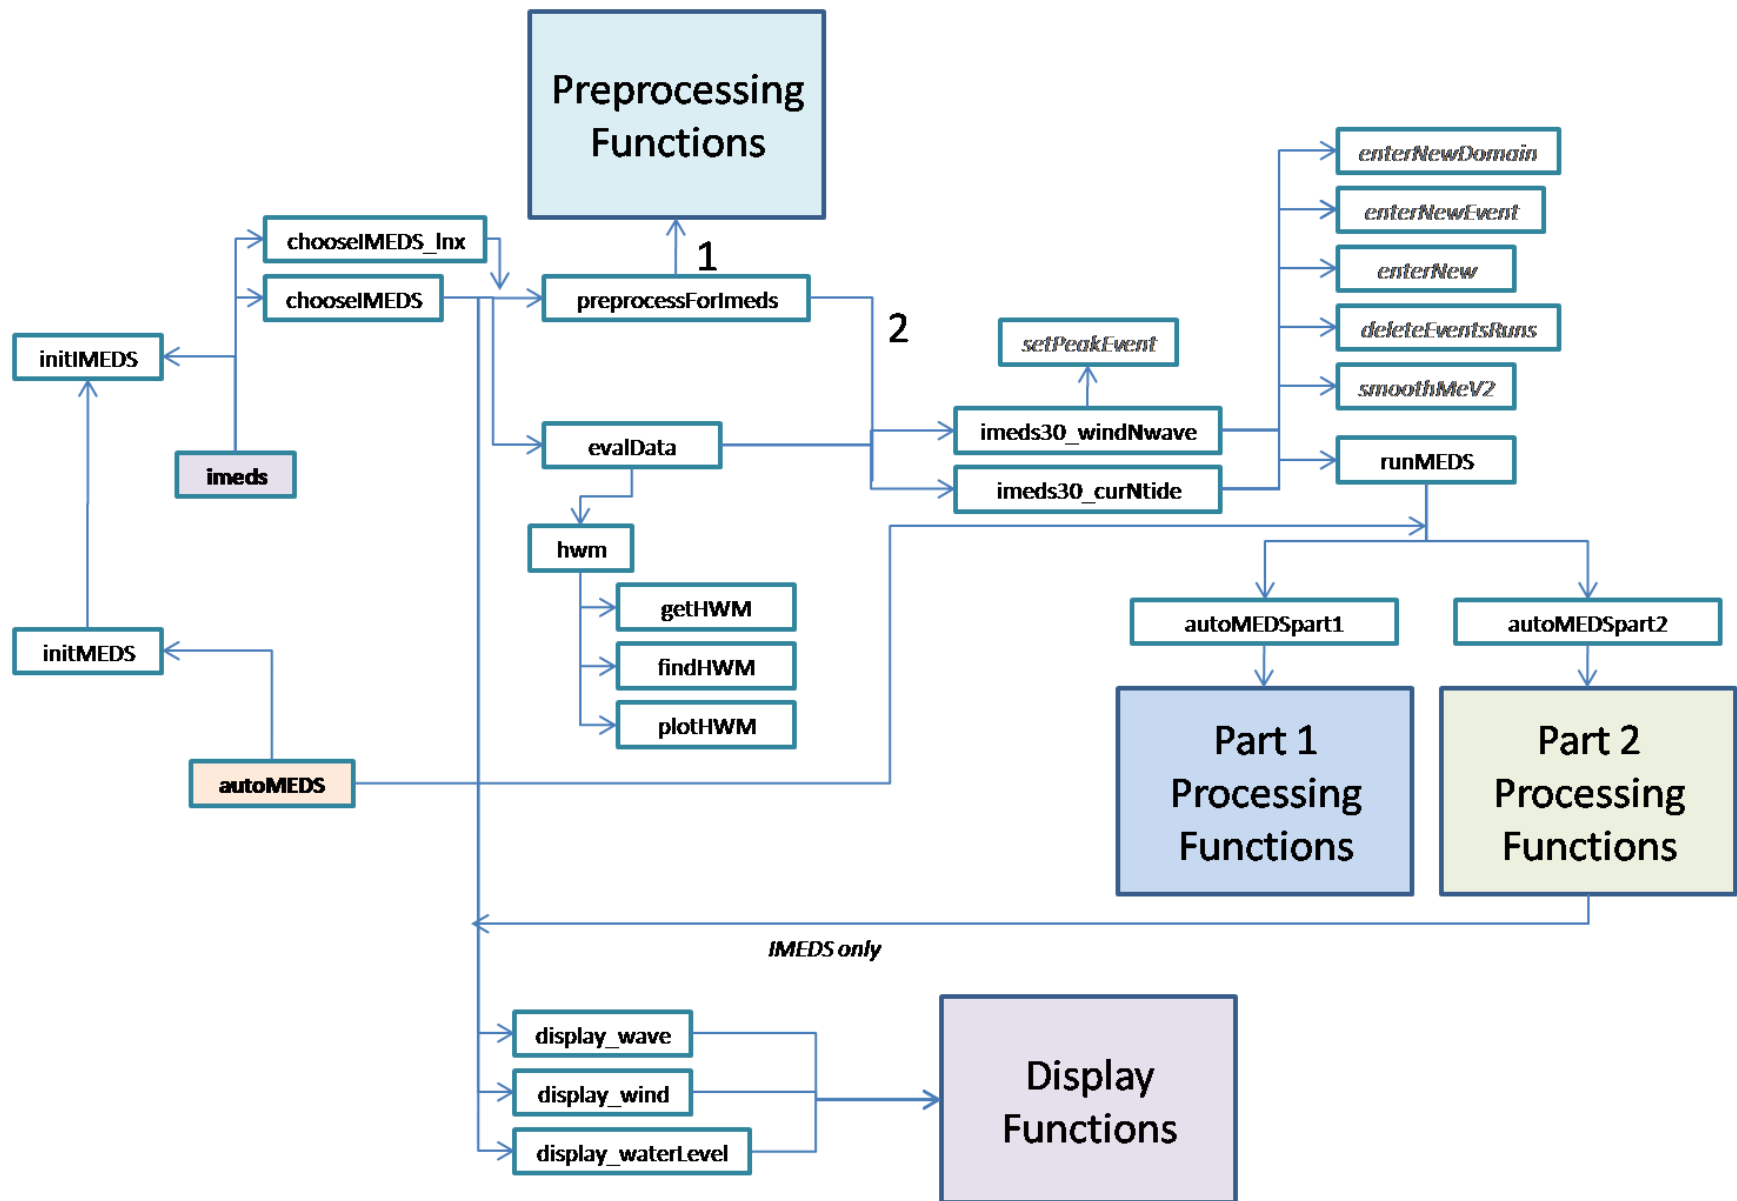 Preprocessing
Functions
enterNewDomain
enterNewEvent
chooseIMEDS_lnx
1
enterNew
chooseIMEDS
preprocessForImeds
2
deleteEventsRuns
setPeakEvent
initIMEDS
smoothMeV2
imeds30_windNwave
evalData
runMEDS
imeds
imeds30_curNtide
hwm
getHWM
autoMEDSpart1
autoMEDSpart2
initMEDS
findHWM
plotHWM
Part 1
Processing
Functions
Part 2
Processing
Functions
autoMEDS
IMEDS only
display_wave
display_wind
display_waterLevel
Display
Functions